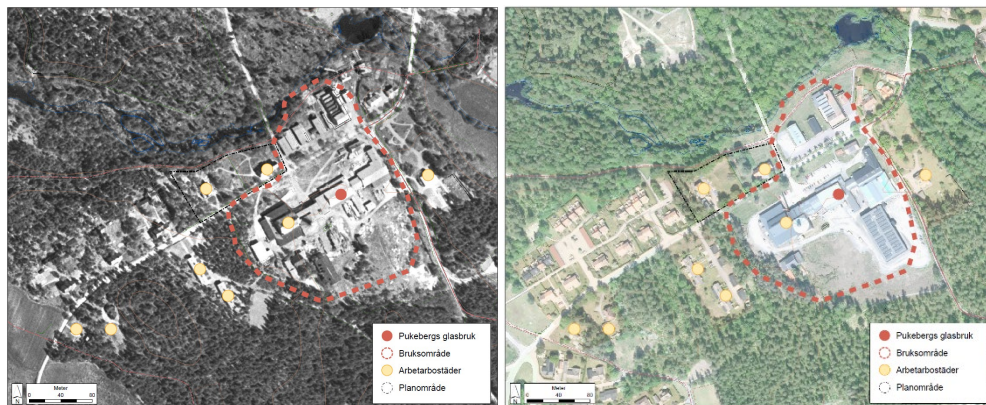 Pukebergs glasbruk
Bruksområde
Arbetarbostäder
Planområde
Meter
0 40 80
N
Pukebergs glasbruk
Bruksområde
Arbetarbostäder
Planområde
Meter
0 40 80
N